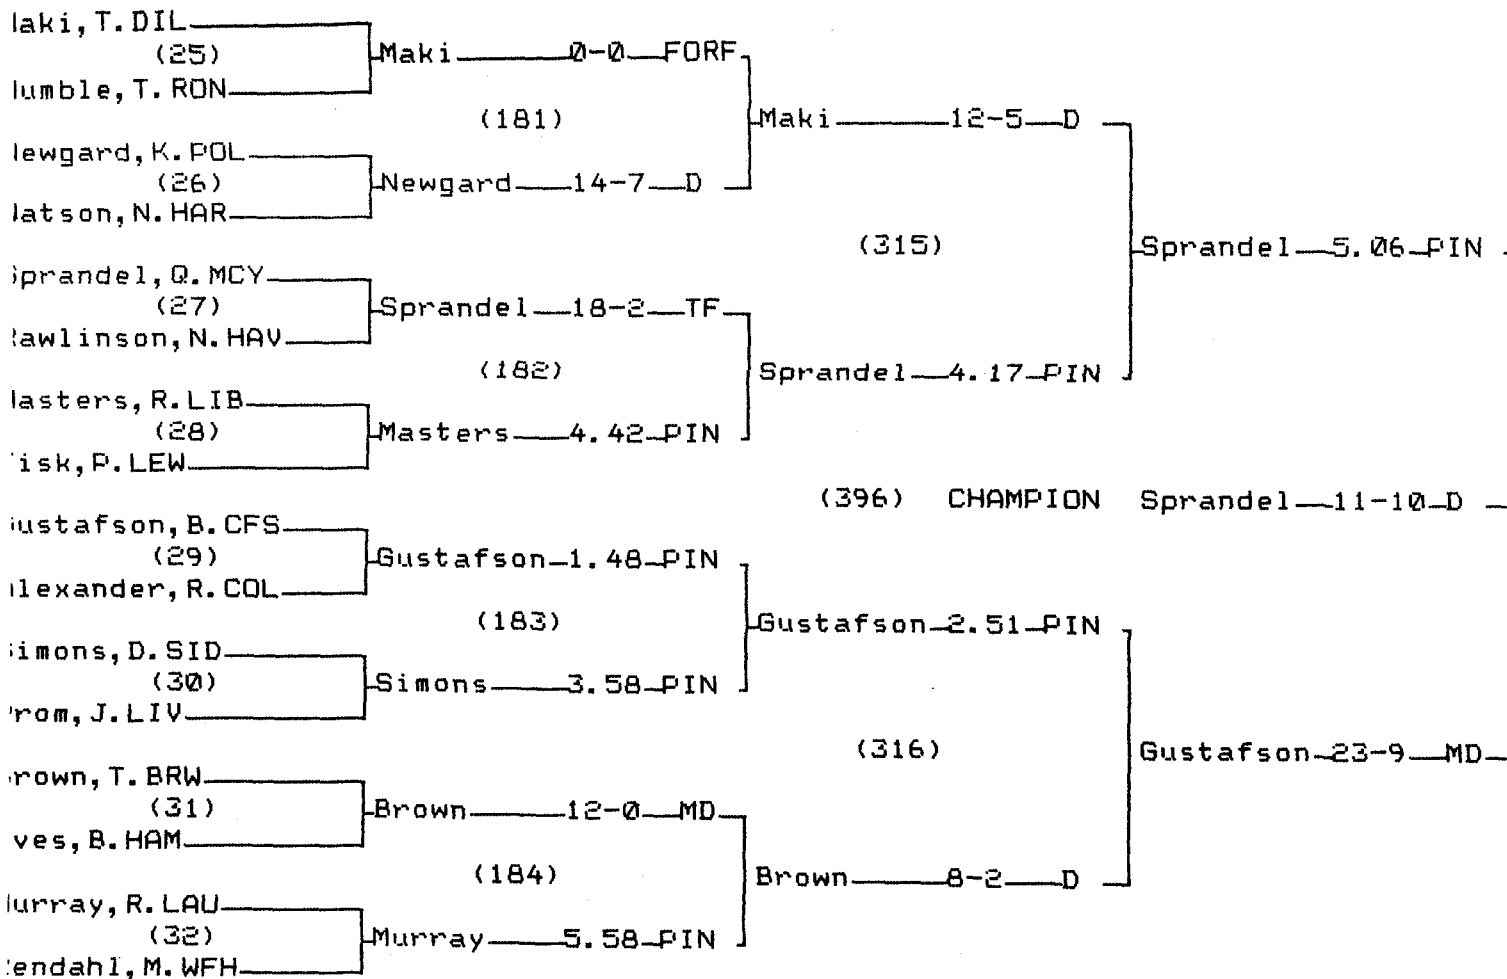 laki, T. DIL
(25) Maki 0-0 FORF
lumble, T. RON
(181) Maki 12-5 D
lewgard, K. POL
(26) Newgard 14-7 D
latson, N. HAR
(315) Sprandel 5.06 PIN
prandel, Q. MCY
(27) Sprandel 18-2 TF
awlinson, N. HAV
(182) Sprandel 4.17 PIN
lasters, R. LIB
(28) Masters 4.42 PIN
isk, P. LEW
(396) CHAMPION Sprandel 11-10 D
ustafson, B. CFS
(29) Gustafson 1.48 PIN
lexander, R. COL
(183) Gustafson 2.51 PIN
imons, D. SID
(30) Simons 3.58 PIN
rom, J. LIV
(316) Gustafson 23-9 MD
rown, T. BRW
(31) Brown 12-0 MD
ves, B. HAM
(184) Brown 8-2 D
lurray, R. LAU
(32) Murray 5.58 PIN
endahl, M. WFH